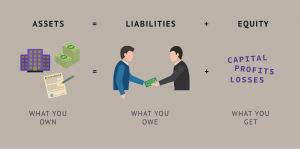 ASSETS = LIABILITIES + EQUITY
= + CAPITAL
PROFITS
LOSSES
WHAT YOU OWN
WHAT YOU OWE
WHAT YOU GET